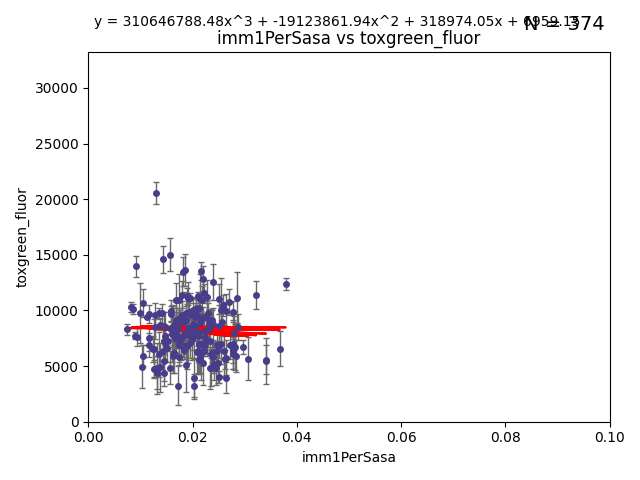 y = 310646788.48x^3 + -19123861.94x^2 + 318974.05x + 6959.15
N = 374
imm1PerSasa vs toxgreen_fluor
30000
25000
20000
15000
10000
5000
0
toxgreen_fluor
0.00 0.02 0.04 0.06 0.08 0.10
imm1PerSasa